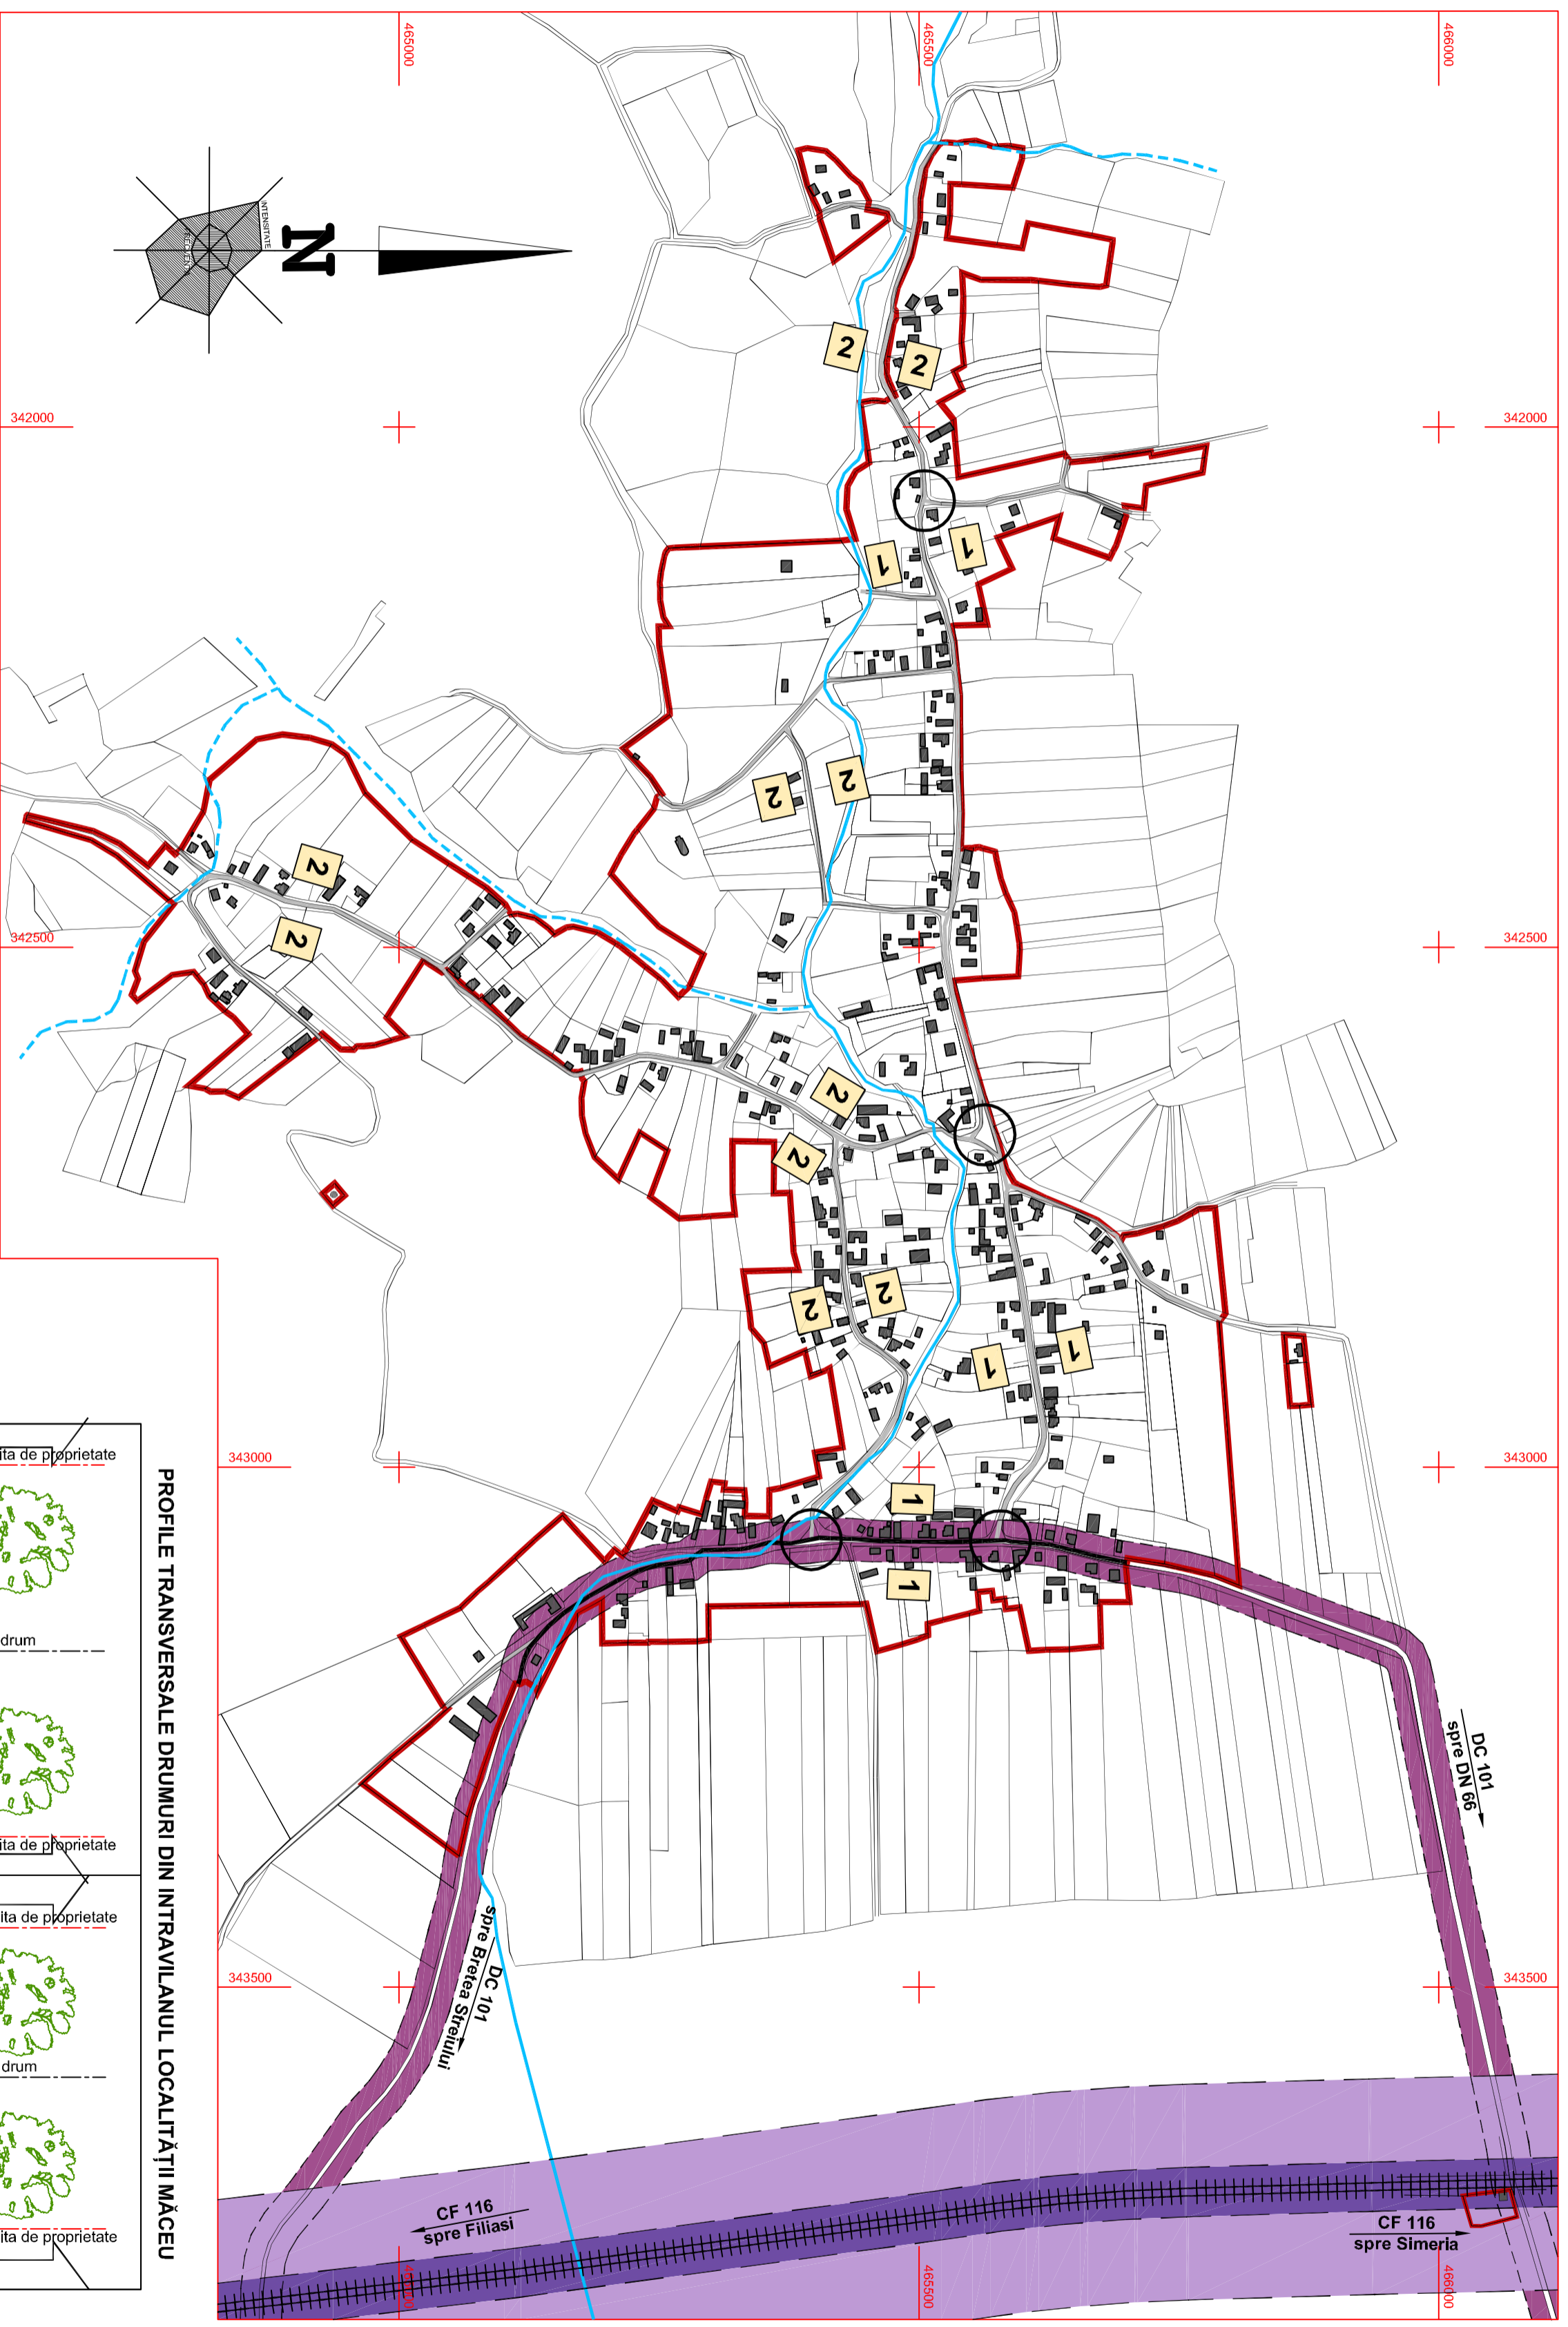 465000
465500
466000
342000
342000
INTENSITATE
N
2
2
1
1
2
2
2
2
342500
342500
2
2
2
2
1
1
343000
343000
1
1
DC 101
spre DN 66
DC 101
spre Bretea Streiului
343500
343500
CF 116
spre Filiasi
CF 116
spre Simeria
465500
466000
PROFILE TRANSVERSALE DRUMURI DIN INTRAVILANUL LOCALITĂȚII MĂCEU
ita de proprietate
drum
ita de proprietate
ita de proprietate
drum
ita de proprietate